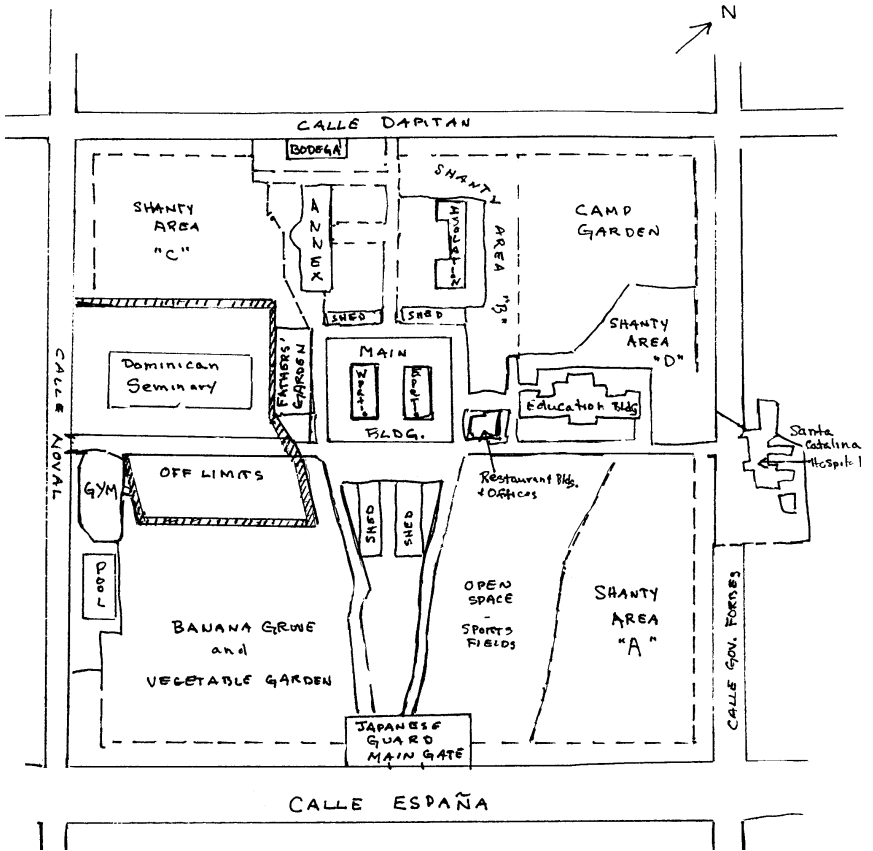 N
CALLE DAPITAN
BODEGA
SHANTY
AREA
"C"
ANNEX
SHANTY
AREA
"B"
HOSPITAL
CAMP
GARDEN
SHED
SHED
SHANTY
AREA
"D"
Dominican
Seminary
FATHERS'
GARDEN
MAIN
PATIO
BLDG.
Education Bldg
Restaurant Bldg.
& Offices
Santa
Catalina
Hospital
CALLE NOVAL
GYM
OFF LIMITS
POOL
SHED
SHED
BANANA GROVE
and
VEGETABLE GARDEN
OPEN
SPACE
-
SPORTS
FIELDS
SHANTY
AREA
"A"
CALLE GOV. FORBES
JAPANESE
GUARD
MAIN GATE
CALLE ESPAÑA